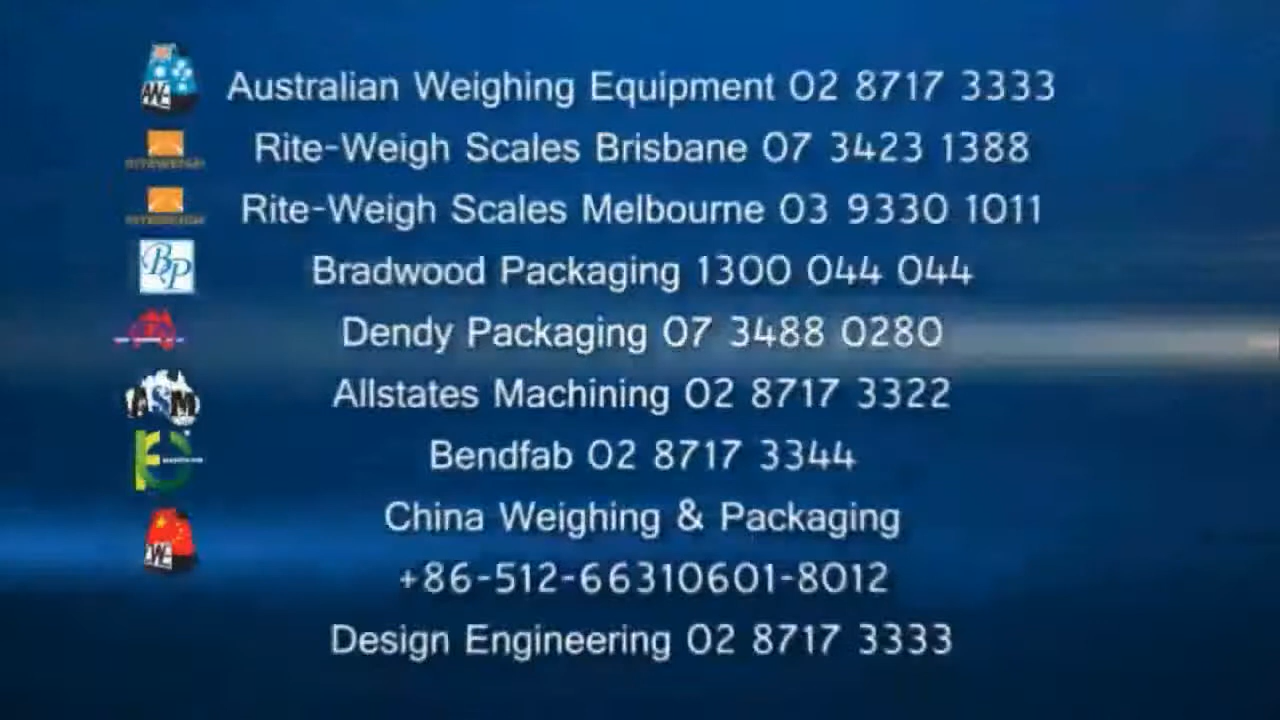 Australian Weighing Equipment 02 8717 3333
Rite-Weigh Scales Brisbane 07 3423 1388
Rite-Weigh Scales Melbourne 03 9330 1011
BP
Bradwood Packaging 1300 044 044
Dendy Packaging 07 3488 0280
ASM
Allstates Machining 02 8717 3322
Bendfab 02 8717 3344
China Weighing & Packaging
+86-512-66310601-8012
Design Engineering 02 8717 3333